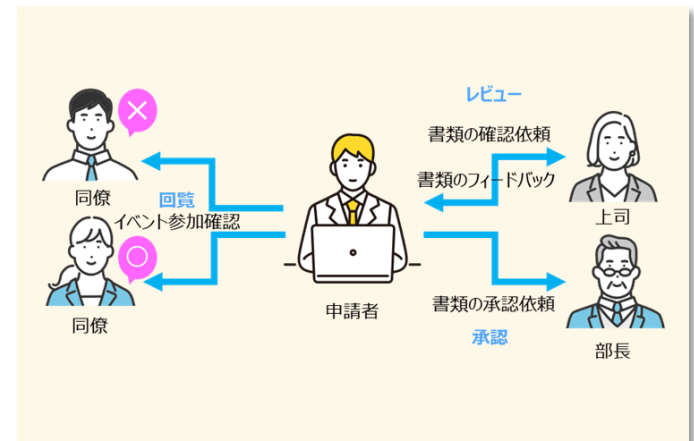 レビュー
書類の確認依頼
書類のフィードバック
上司
同僚
回覧
イベント参加確認
同僚
申請者
書類の承認依頼
承認
部長